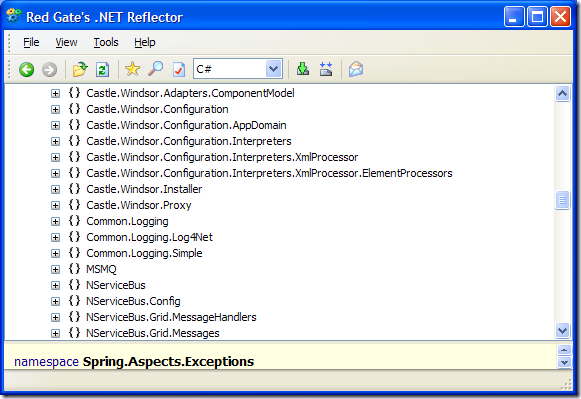 Red Gate's .NET Reflector
File View Tools Help
C#
{} Castle.Windsor.Adapters.ComponentModel
{} Castle.Windsor.Configuration
{} Castle.Windsor.Configuration.AppDomain
{} Castle.Windsor.Configuration.Interpreters
{} Castle.Windsor.Configuration.Interpreters.XmlProcessor
{} Castle.Windsor.Configuration.Interpreters.XmlProcessor.ElementProcessors
{} Castle.Windsor.Installer
{} Castle.Windsor.Proxy
{} Common.Logging
{} Common.Logging.Log4Net
{} Common.Logging.Simple
{} MSMQ
{} NServiceBus
{} NServiceBus.Config
{} NServiceBus.Grid.MessageHandlers
{} NServiceBus.Grid.Messages
namespace Spring.Aspects.Exceptions